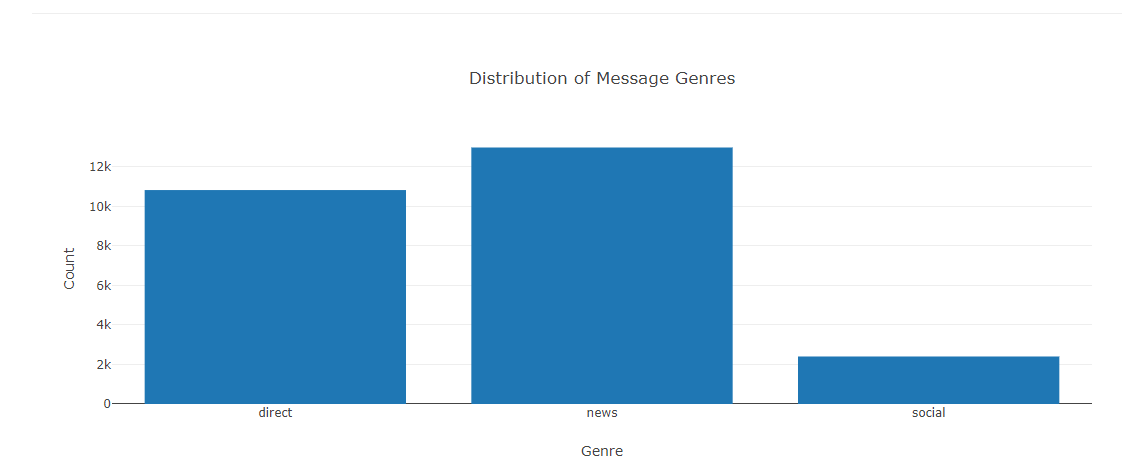 Distribution of Message Genres
12k
10k
8k
6k
4k
2k
0
Count
direct
news
social
Genre